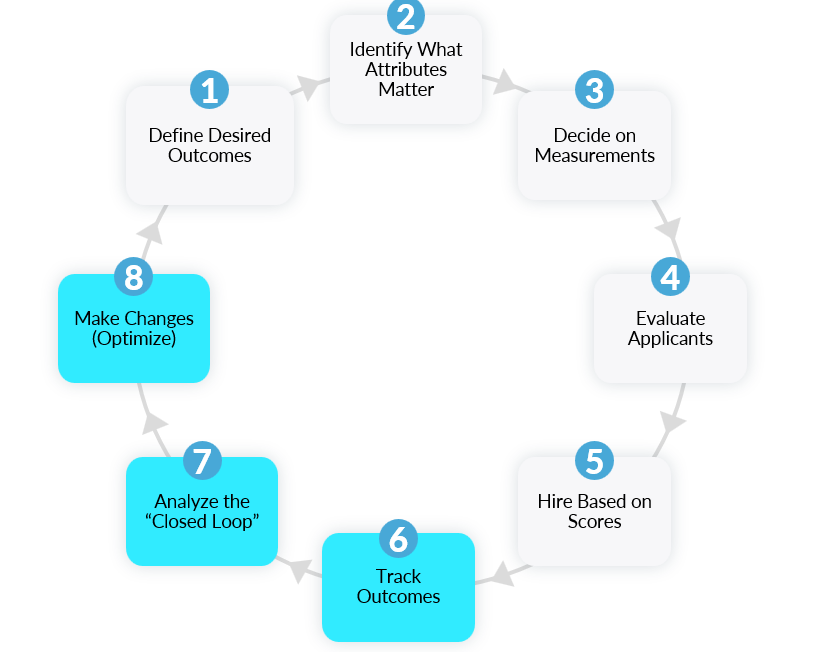 1
Define Desired
Outcomes
2
Identify What
Attributes
Matter
3
Decide on
Measurements
4
Evaluate
Applicants
5
Hire Based on
Scores
6
Track
Outcomes
7
Analyze the
“Closed Loop”
8
Make Changes
(Optimize)